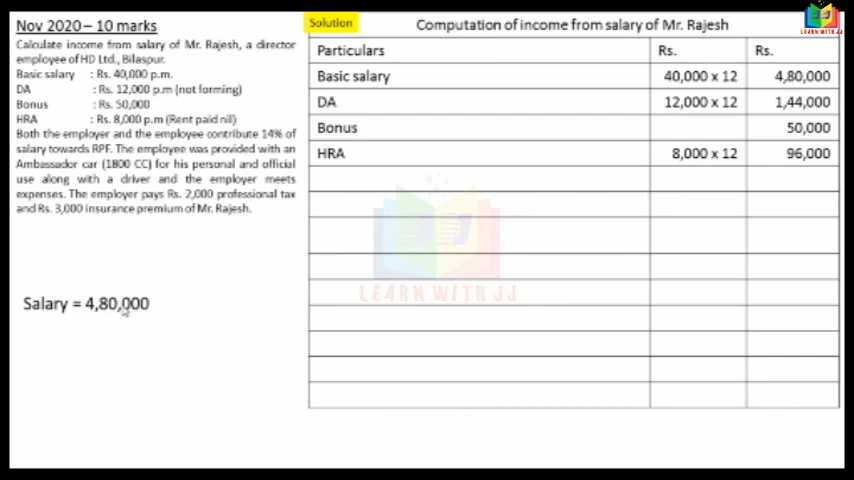 Nov 2020 – 10 marks
Calculate income from salary of Mr. Rajesh, a director
employee of HD Ltd., Bilaspur.
Basic salary : Rs. 40,000 p.m.
DA : Rs. 12,000 p.m (not forming)
Bonus : Rs. 50,000
HRA : Rs. 8,000 p.m (Rent paid nil)
Both the employer and the employee contribute 14% of
salary towards RPF. The employee was provided with an
Ambassador car (1800 CC) for his personal and official
use along with a driver and the employer meets
expenses. The employer pays Rs. 2,000 professional tax
and Rs. 3,000 insurance premium of Mr. Rajesh.
Salary = 4,80,000
Solution
Computation of income from salary of Mr. Rajesh
Particulars Rs. Rs.
Basic salary 40,000 x 12 4,80,000
DA 12,000 x 12 1,44,000
Bonus 50,000
HRA 8,000 x 12 96,000
LEARN WITH JJ
LEARN WITH JJ